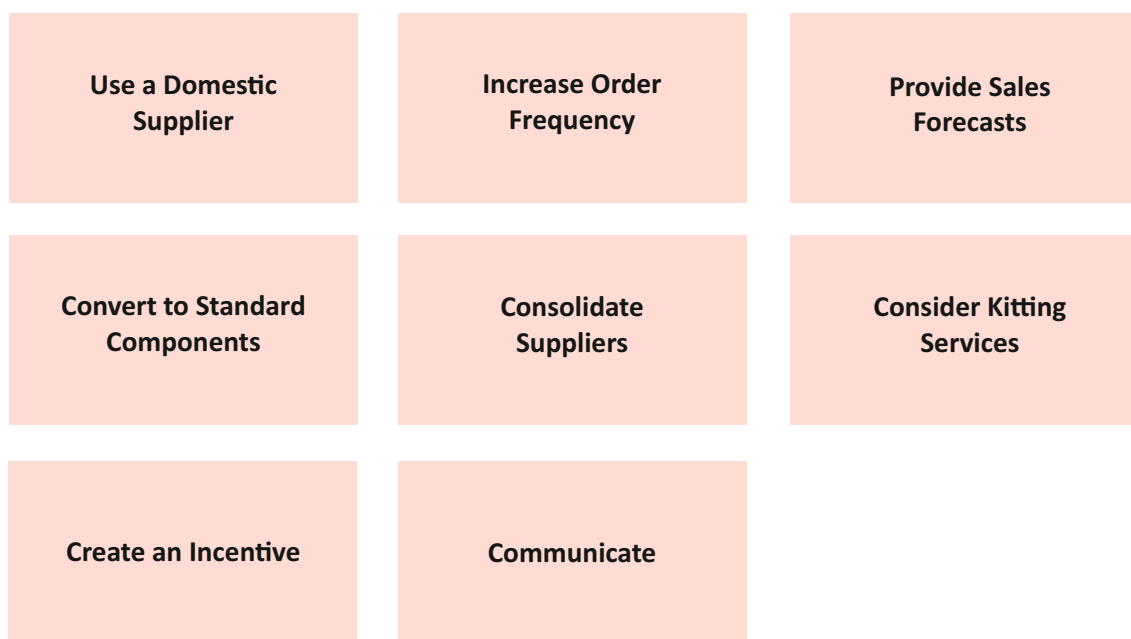 Use a Domestic
Supplier
Increase Order
Frequency
Provide Sales
Forecasts
Convert to Standard
Components
Consolidate
Suppliers
Consider Kitting
Services
Create an Incentive
Communicate